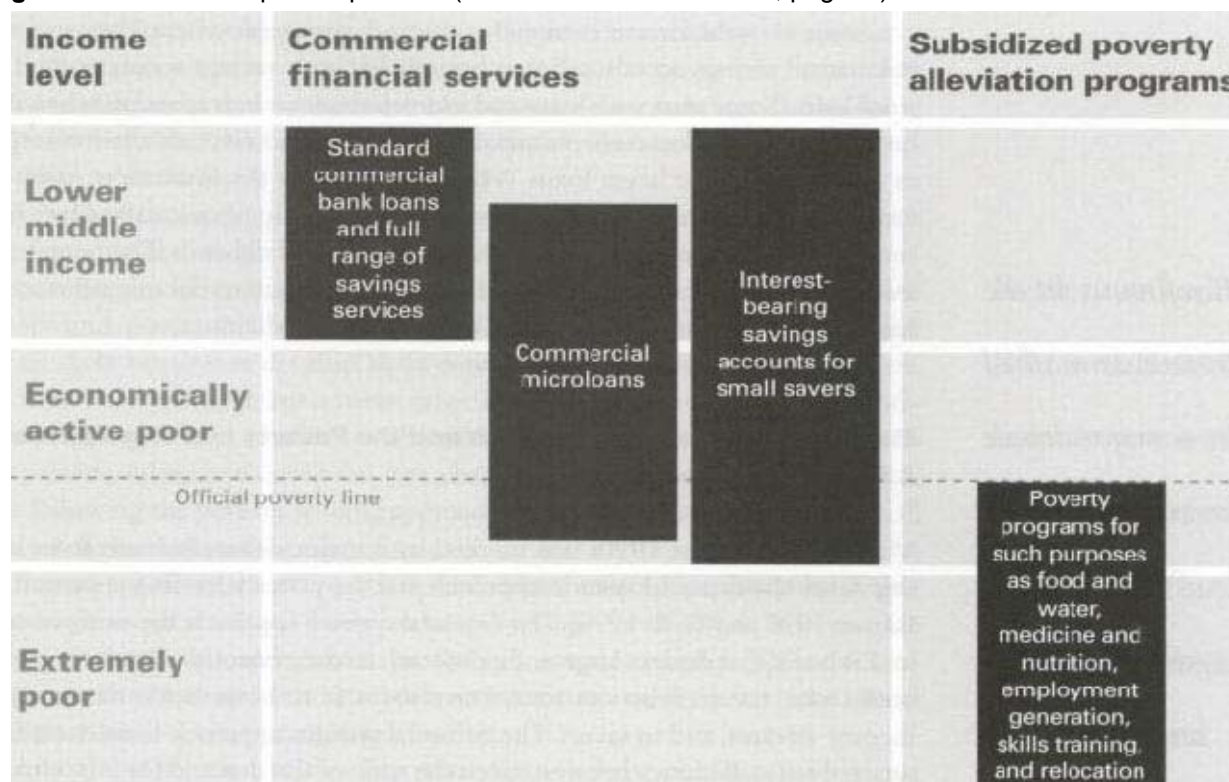 Income
level
Commercial
financial services
Subsidized poverty
alleviation programs
Standard
commercial
bank loans
and full
range of
savings
services
Lower
middle
income
Commercial
microloans
Interest-
bearing
savings
accounts for
small savers
Economically
active poor
Official poverty line
Extremely
poor
Poverty
programs for
such purposes
as food and
water,
medicine and
nutrition,
employment
generation,
skills training,
and relocation